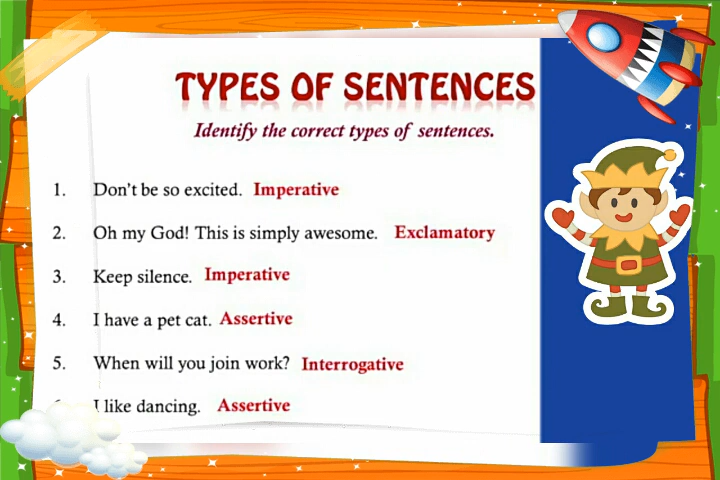 TYPES OF SENTENCES
Identify the correct types of sentences.
1. Don't be so excited. Imperative
2. Oh my God! This is simply awesome. Exclamatory
3. Keep silence. Imperative
4. I have a pet cat. Assertive
5. When will you join work? Interrogative
I like dancing. Assertive